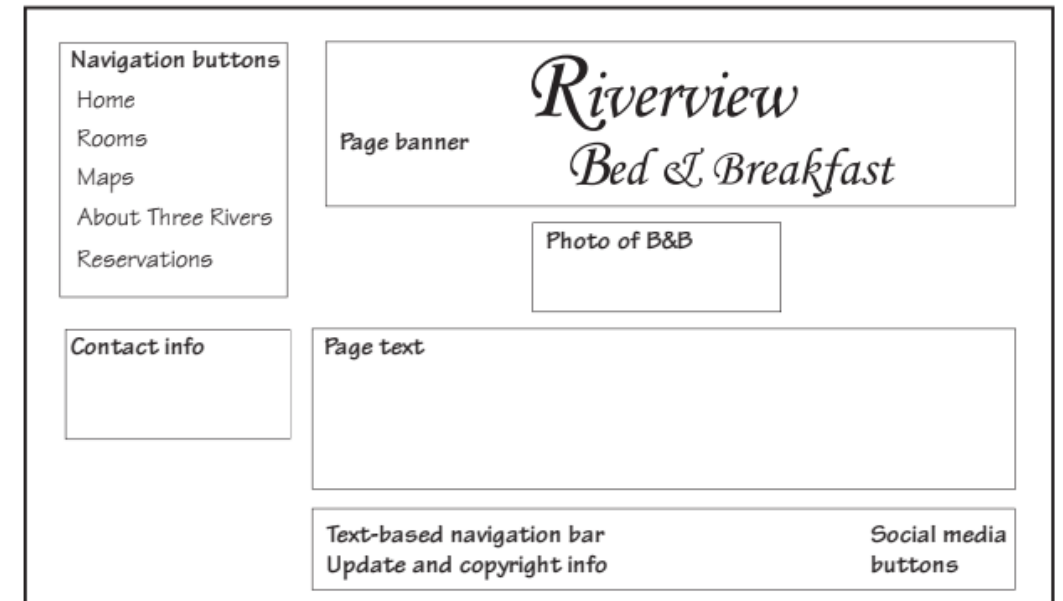 Navigation buttons
Home
Rooms
Maps
About Three Rivers
Reservations
Page banner
Riverview
Bed & Breakfast
Photo of B&B
Contact info
Page text
Text-based navigation bar
Update and copyright info
Social media
buttons